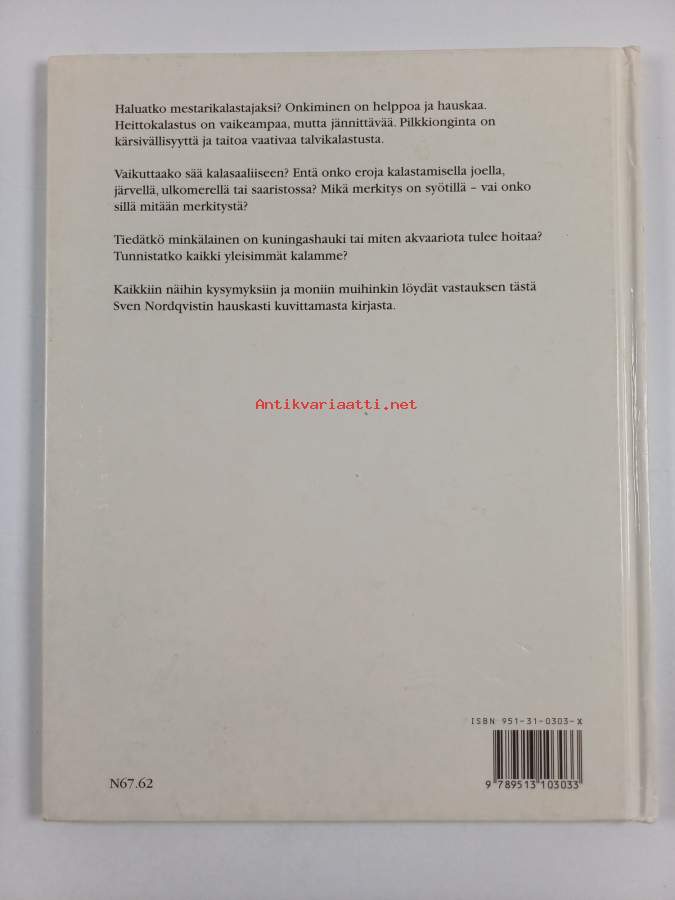 Haluatko mestarikalastajaksi? Onkiminen on helppoa ja hauskaa.
Heittokalastus on vaikeampaa, mutta jännittävää. Pilkkionginta on
kärsivällisyyttä ja taitoa vaativaa talvikalastusta.
Vaikuttaako sää kalasaaliiseen? Entä onko eroja kalastamisella joella,
järvellä, ulkomerellä tai saaristossa? Mikä merkitys on syötillä – vai onko
sillä mitään merkitystä?
Tiedätkö minkälainen on kuningashauki tai miten akvaariota tulee hoitaa?
Tunnistatko kaikki yleisimmät kalamme?
Kaikkiin näihin kysymyksiin ja moniin muihinkin löydät vastauksen tästä
Sven Nordqvistin hauskasti kuvittamasta kirjasta.
Antikvariaatti.net
ISBN 951-31-0303-X
N67.62
9 789513 103033